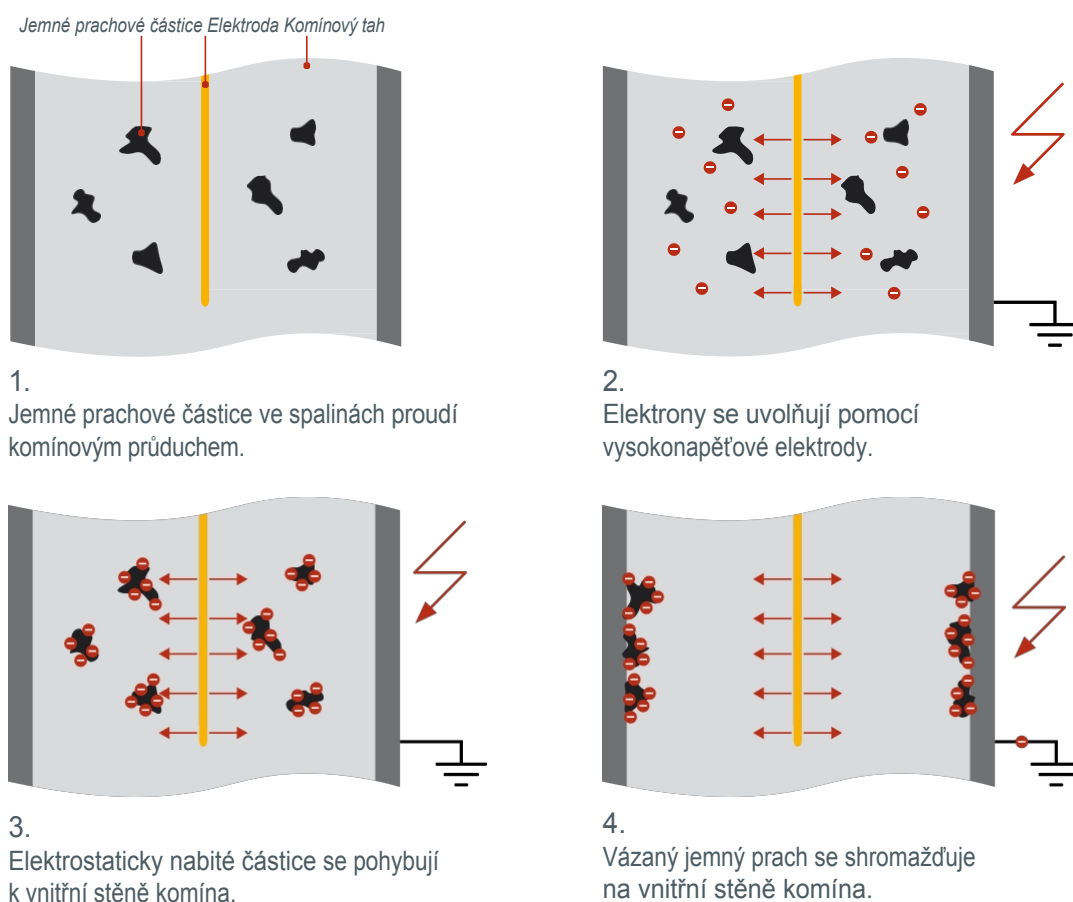 Jemné prachové částice Elektroda Komínový tah
1.
Jemné prachové částice ve spalinách proudí
komínovým průduchem.
2.
Elektrony se uvolňují pomocí
vysokonapěťové elektrody.
3.
Elektrostaticky nabité částice se pohybují
k vnitřní stěně komína.
4.
Vázaný jemný prach se shromažďuje
na vnitřní stěně komína.